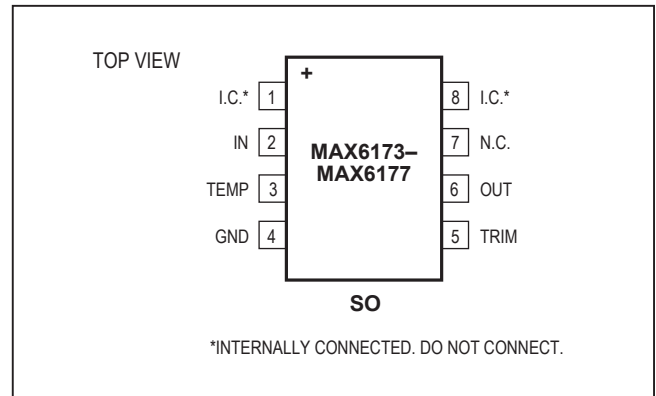 TOP VIEW
+
I.C.* 1
8 I.C.*
IN 2
7 N.C.
MAX6173–
MAX6177
TEMP 3
6 OUT
GND 4
5 TRIM
SO
*INTERNALLY CONNECTED. DO NOT CONNECT.